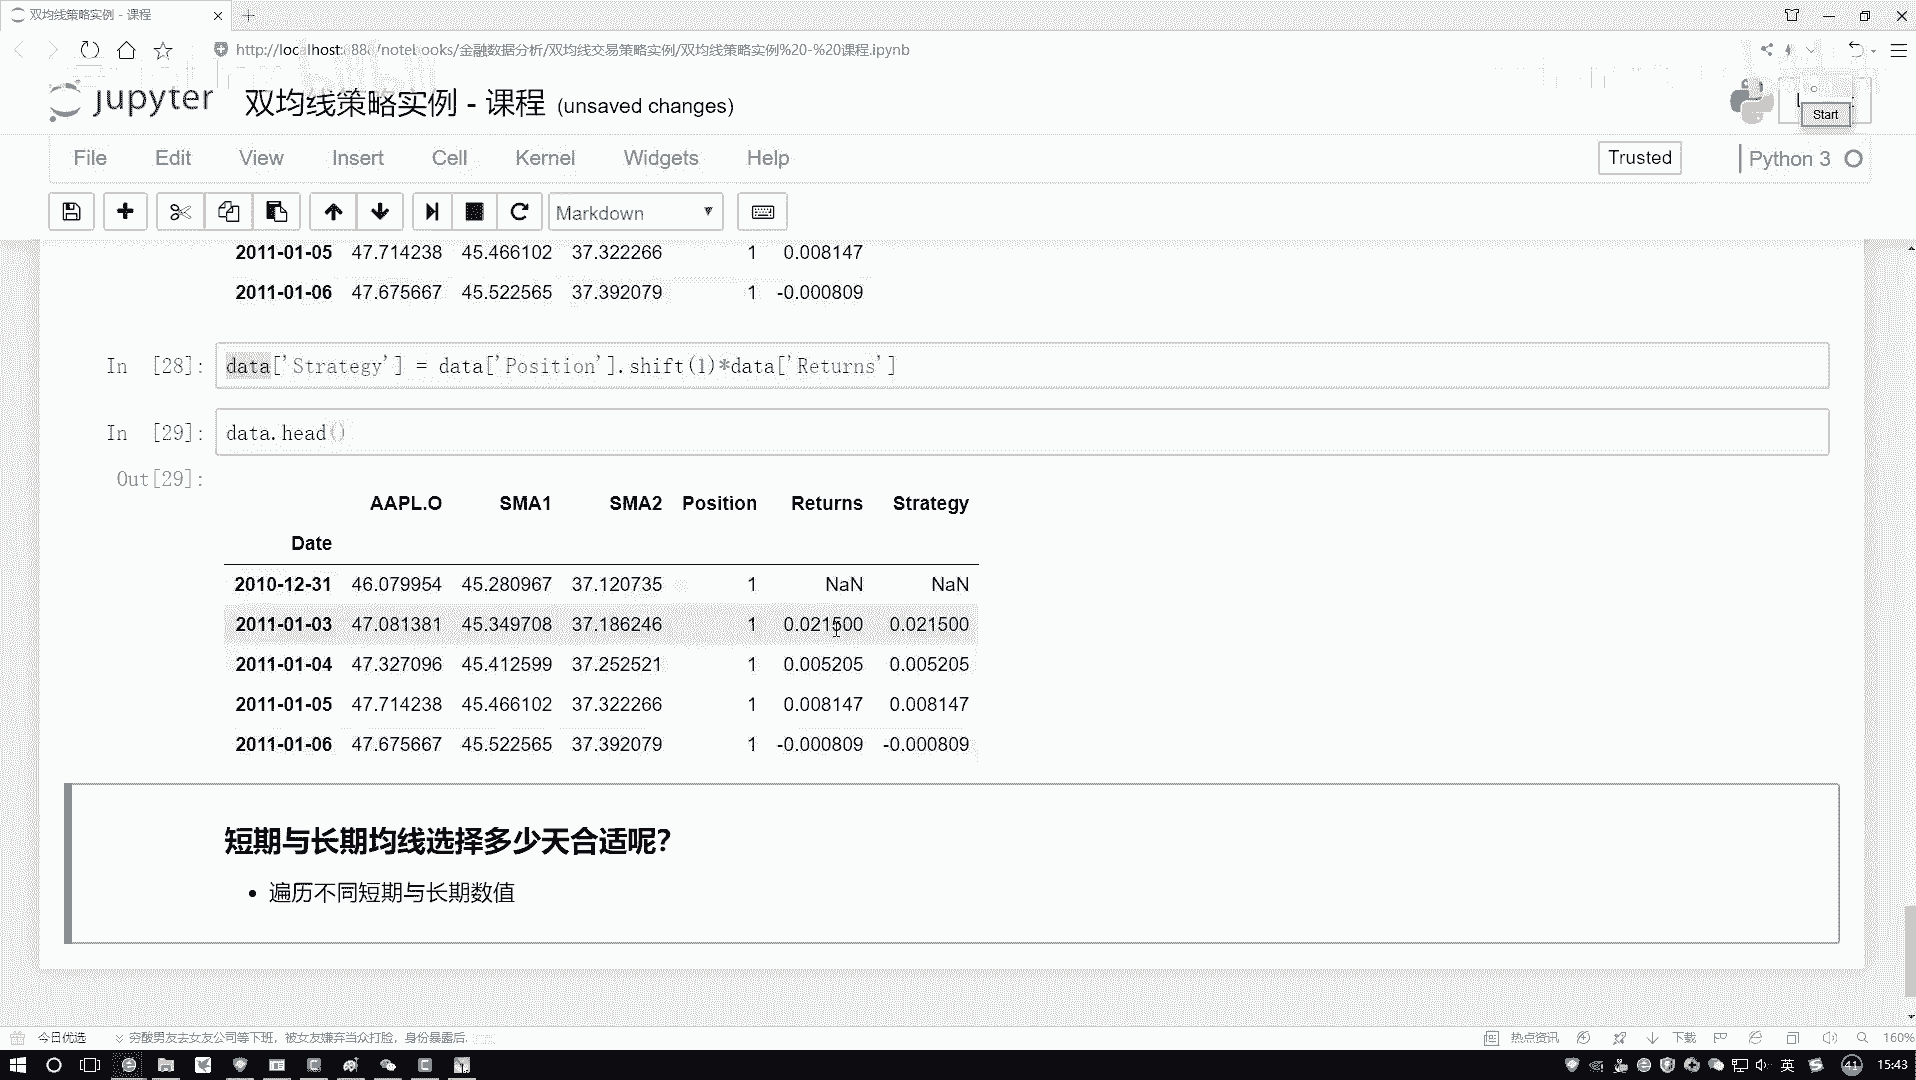 双均线策略实例 - 课程
http://localhost:888/notebooks/金融数据分析/双均线交易策略实例/双均线策略实例%20-%20课程.ipynb
jupyter 双均线策略实例 - 课程 (unsaved changes)
Start
File Edit View Insert Cell Kernel Widgets Help
Trusted Python 3
Markdown
2011-01-05 47.714238 45.466102 37.322266 1 0.008147
2011-01-06 47.675667 45.522565 37.392079 1 -0.000809
In [28]: data['Strategy'] = data['Position'].shift(1)*data['Returns']
In [29]: data.head()
Out[29]:
AAPL.O SMA1 SMA2 Position Returns Strategy
Date
2010-12-31 46.079954 45.280967 37.120735 1 NaN NaN
2011-01-03 47.081381 45.349708 37.186246 1 0.021500 0.021500
2011-01-04 47.327096 45.412599 37.252521 1 0.005205 0.005205
2011-01-05 47.714238 45.466102 37.322266 1 0.008147 0.008147
2011-01-06 47.675667 45.522565 37.392079 1 -0.000809 -0.000809
短期与长期均线选择多少天合适呢?
• 遍历不同短期与长期数值
今日优选 穷酸男友去女友公司等下班，被女友嫌弃当众打脸，身份暴露后.
热点资讯 下载 160%
英 41 15:43